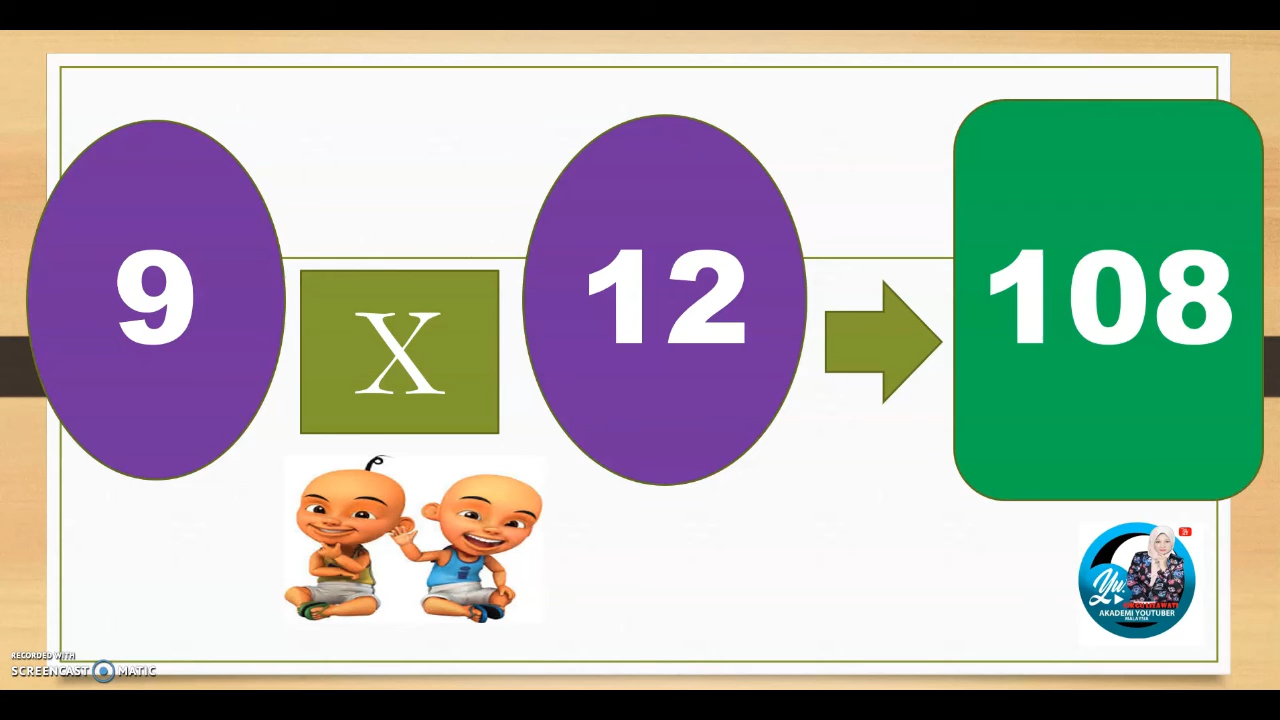 9
X
12
108
AKADEMI YOUTUBER
MALAYSIA
RECORDED WITH
SCREENCAST MATIC